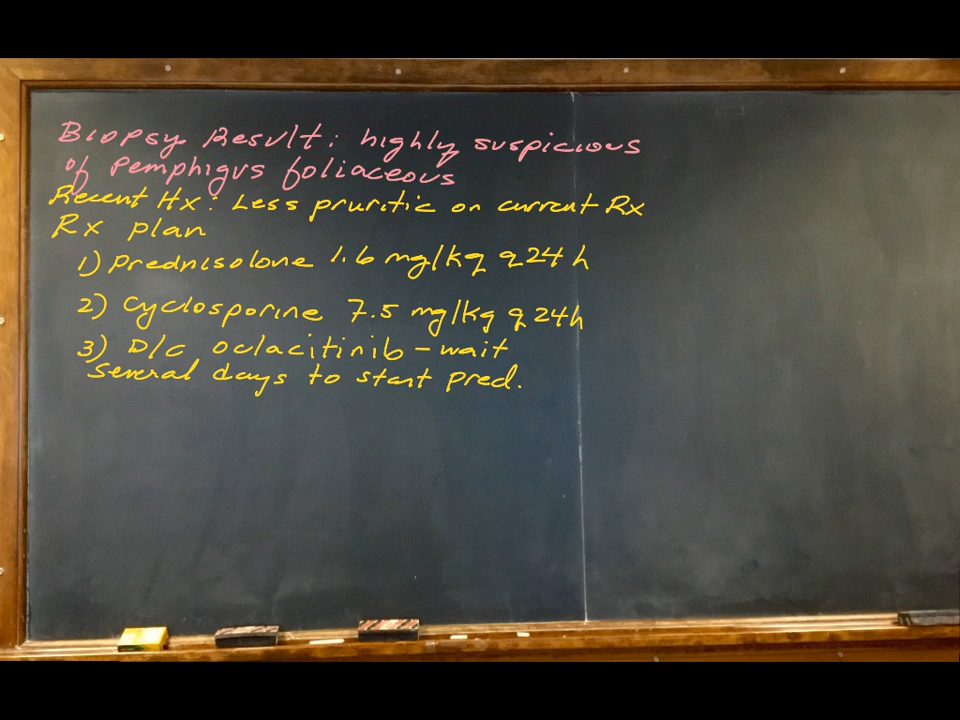 Biopsy Result: highly suspicious
of Pemphigus foliaceous
Recent Hx: Less pruritic on current Rx
Rx plan
1) Prednisolone 1.6 mg/kg q24h
2) Cyclosporine 7.5 mg/kg q24h
3) D/C oclacitinib - wait
several days to start pred.